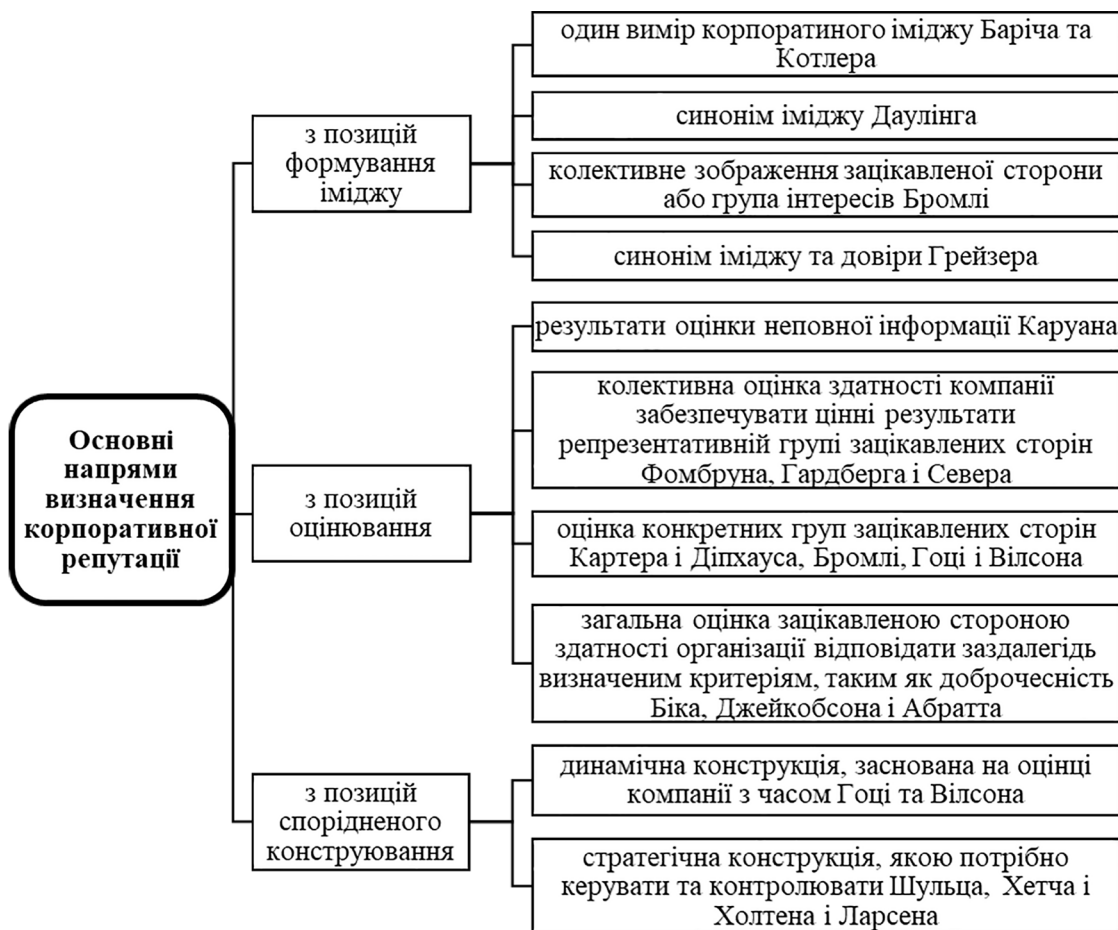 Основні
напрями
визначення
корпоративної
репутації
з позицій
формування
іміджу
один вимір корпоратиного іміджу Баріча та
Котлера
синонім іміджу Даулінга
колективне зображення зацікавленої сторони
або група інтересів Бромлі
синонім іміджу та довіри Грейзера
з позицій
оцінювання
результати оцінки неповної інформації Каруана
колективна оцінка здатності компанії
забезпечувати цінні результати
репрезентативній групі зацікавлених сторін
Фомбруна, Гардберга і Севера
оцінка конкретних груп зацікавлених сторін
Картера і Діпхауса, Бромлі, Гоці і Вілсона
загальна оцінка зацікавленою стороною
здатності організації відповідати заздалегідь
визначеним критеріям, таким як доброчесність
Біка, Джейкобсона і Абратта
з позицій
спорідненого
конструювання
динамічна конструкція, заснована на оцінці
компанії з часом Гоці та Вілсона
стратегічна конструкція, якою потрібно
керувати та контролювати Шульца, Хетча і
Холтена і Ларсена